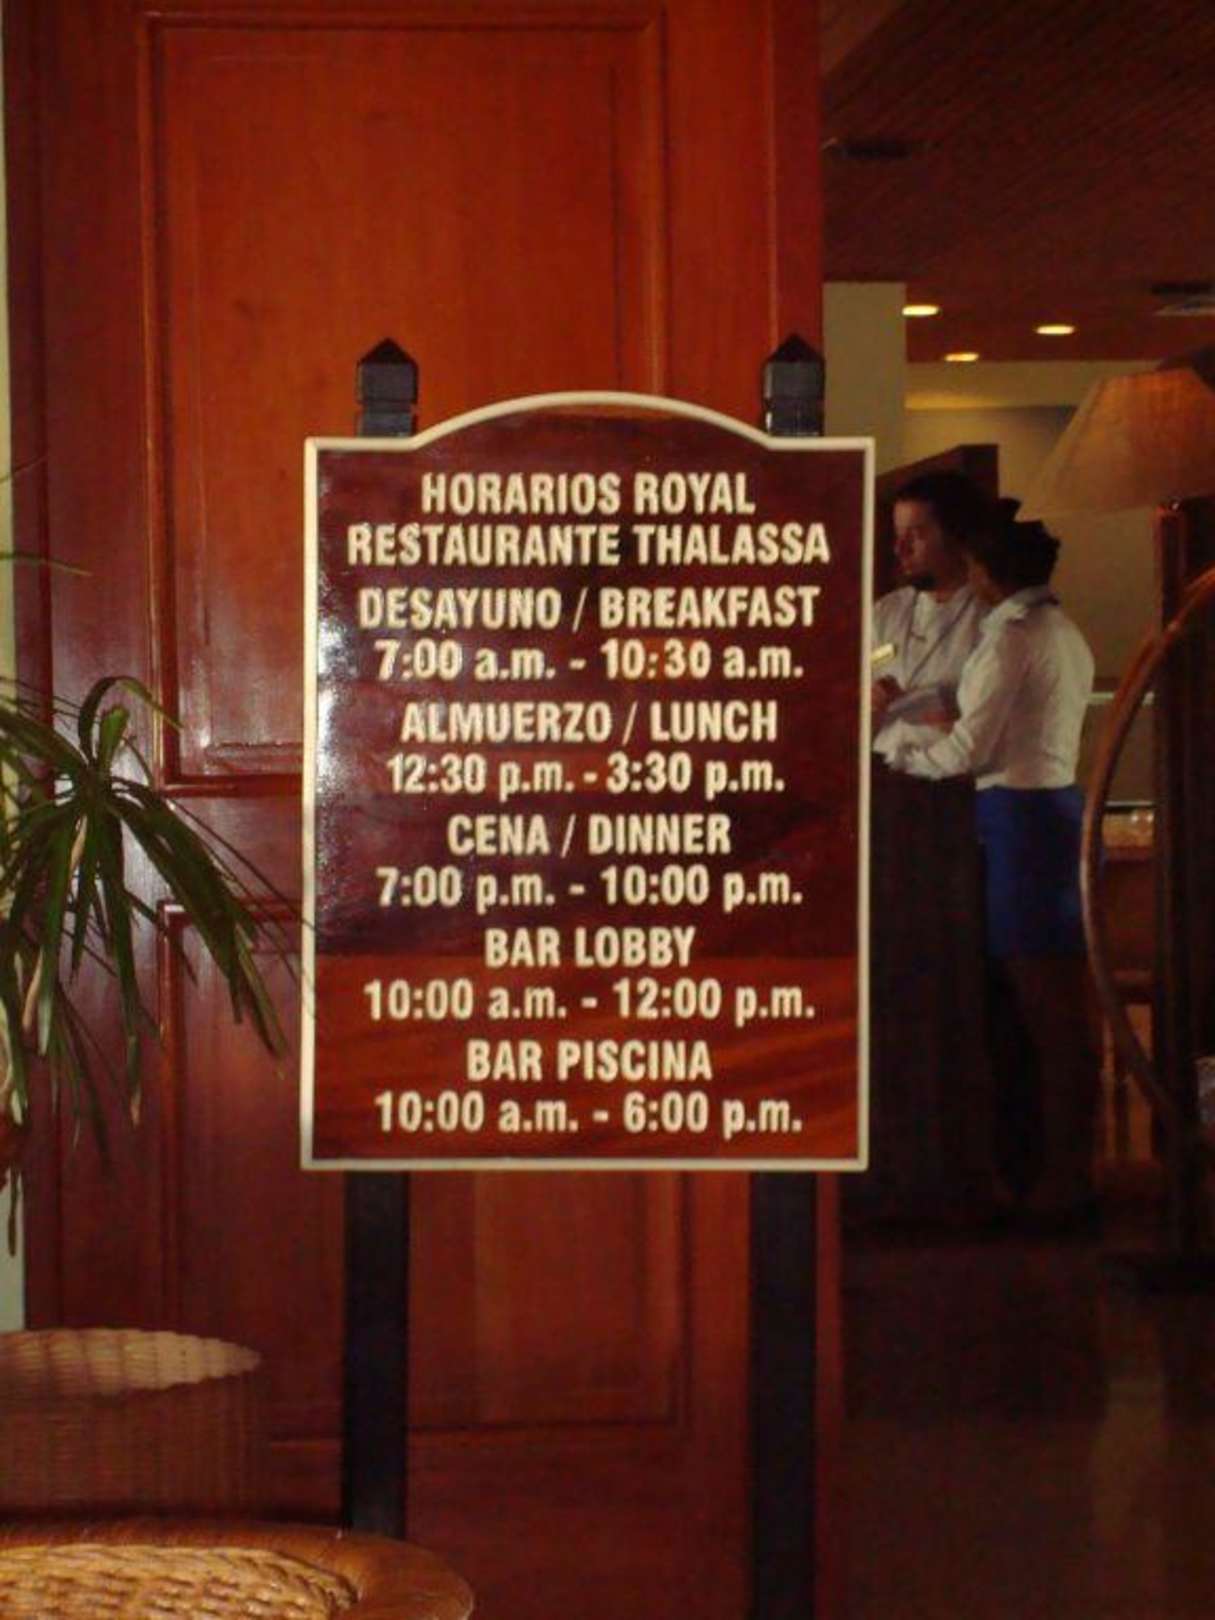 HORARIOS ROYAL
RESTAURANTE THALASSA
DESAYUNO / BREAKFAST
7:00 a.m. - 10:30 a.m.
ALMUERZO / LUNCH
12:30 p.m. - 3:30 p.m.
CENA / DINNER
7:00 p.m. - 10:00 p.m.
BAR LOBBY
10:00 a.m. - 12:00 p.m.
BAR PISCINA
10:00 a.m. - 6:00 p.m.